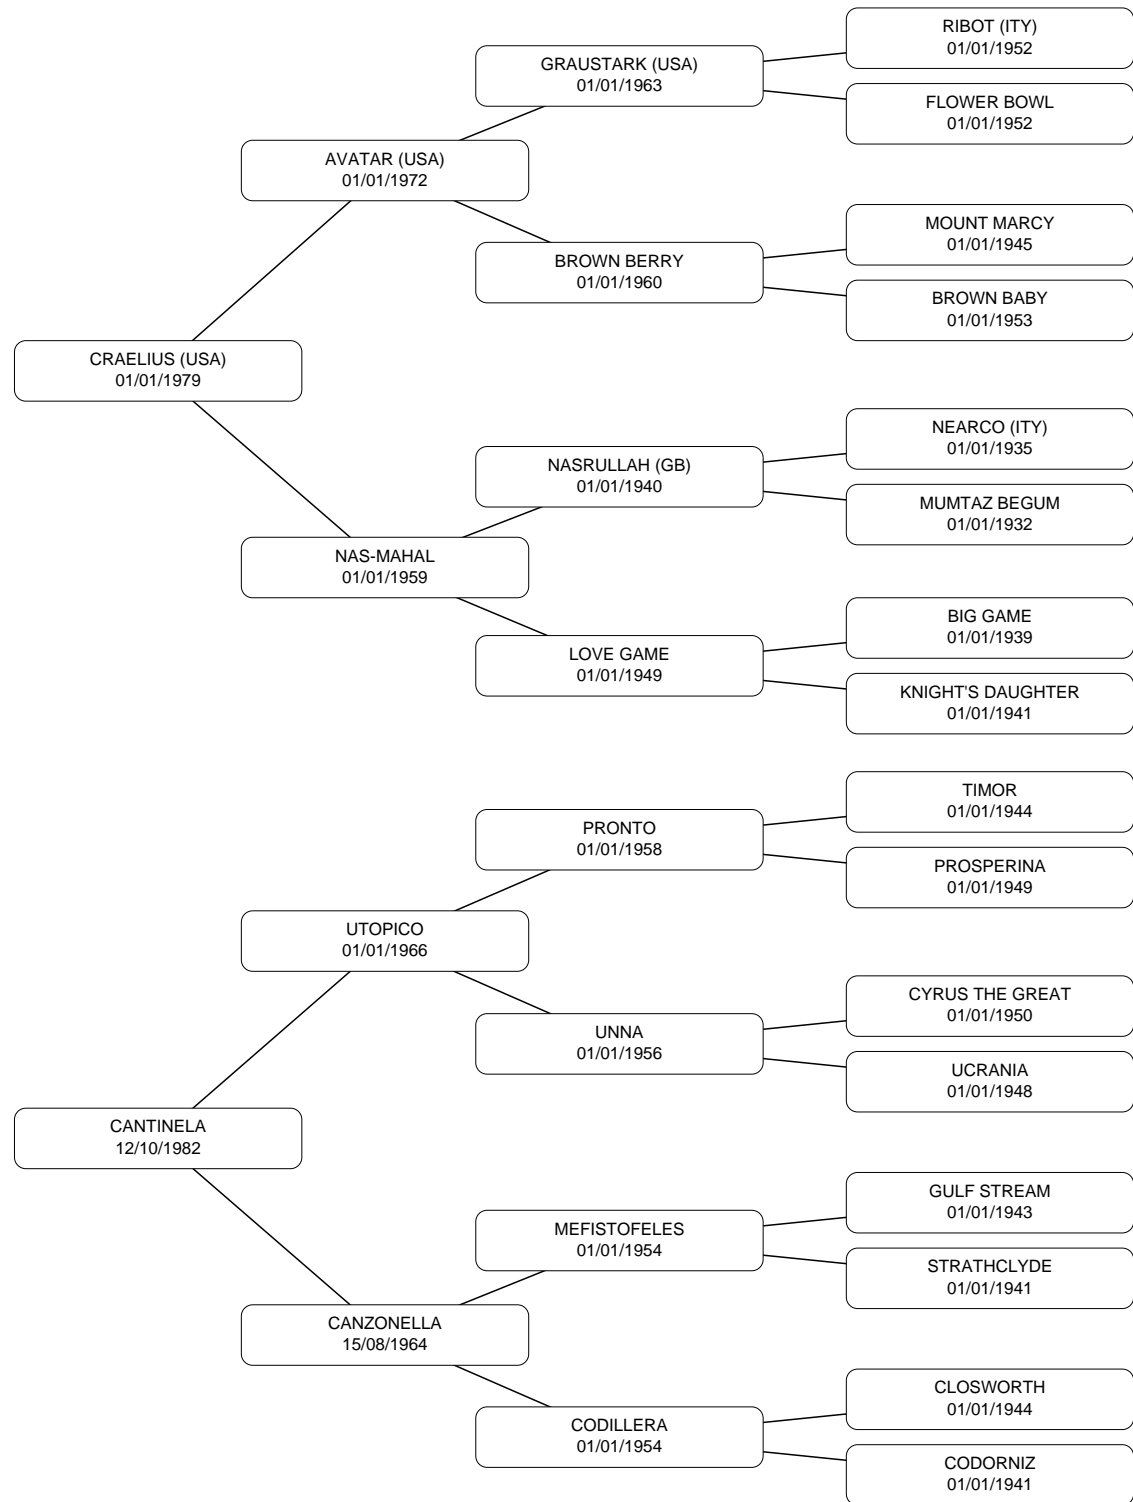 RIBOT (ITY)
01/01/1952
GRAUSTARK (USA)
01/01/1963
FLOWER BOWL
01/01/1952
AVATAR (USA)
01/01/1972
MOUNT MARCY
01/01/1945
BROWN BERRY
01/01/1960
BROWN BABY
01/01/1953
CRAELIUS (USA)
01/01/1979
NEARCO (ITY)
01/01/1935
NASRULLAH (GB)
01/01/1940
MUMTAZ BEGUM
01/01/1932
NAS-MAHAL
01/01/1959
BIG GAME
01/01/1939
LOVE GAME
01/01/1949
KNIGHT'S DAUGHTER
01/01/1941
TIMOR
01/01/1944
PRONTO
01/01/1958
PROSPERINA
01/01/1949
UTOPICO
01/01/1966
CYRUS THE GREAT
01/01/1950
UNNA
01/01/1956
UCRANIA
01/01/1948
CANTINELA
12/10/1982
GULF STREAM
01/01/1943
MEFISTOFELES
01/01/1954
STRATHCLYDE
01/01/1941
CANZONELLA
15/08/1964
CLOSWORTH
01/01/1944
CODILLERA
01/01/1954
CODORNIZ
01/01/1941